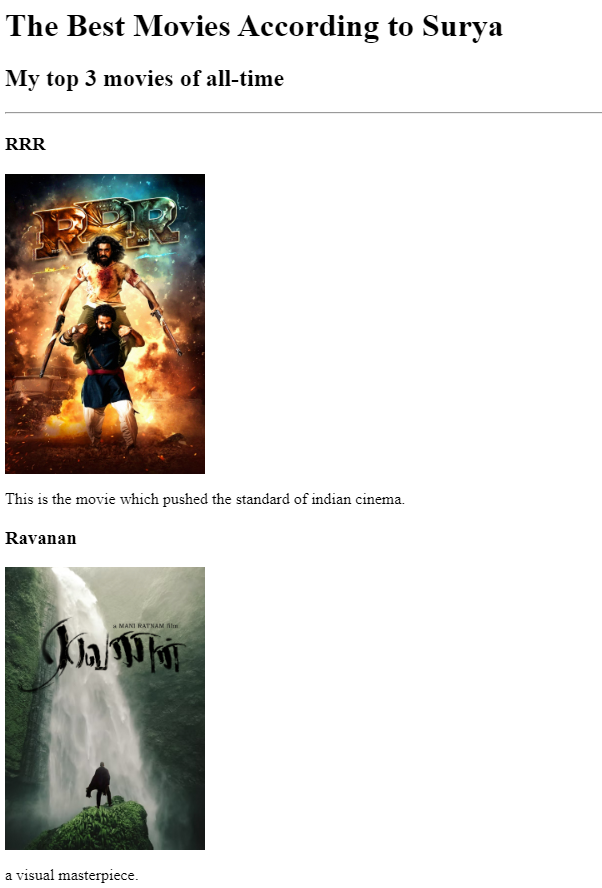 The Best Movies According to Surya
My top 3 movies of all-time
RRR
RRR
This is the movie which pushed the standard of indian cinema.
Ravanan
a MANI RATNAM film
ராவணன்
a visual masterpiece.